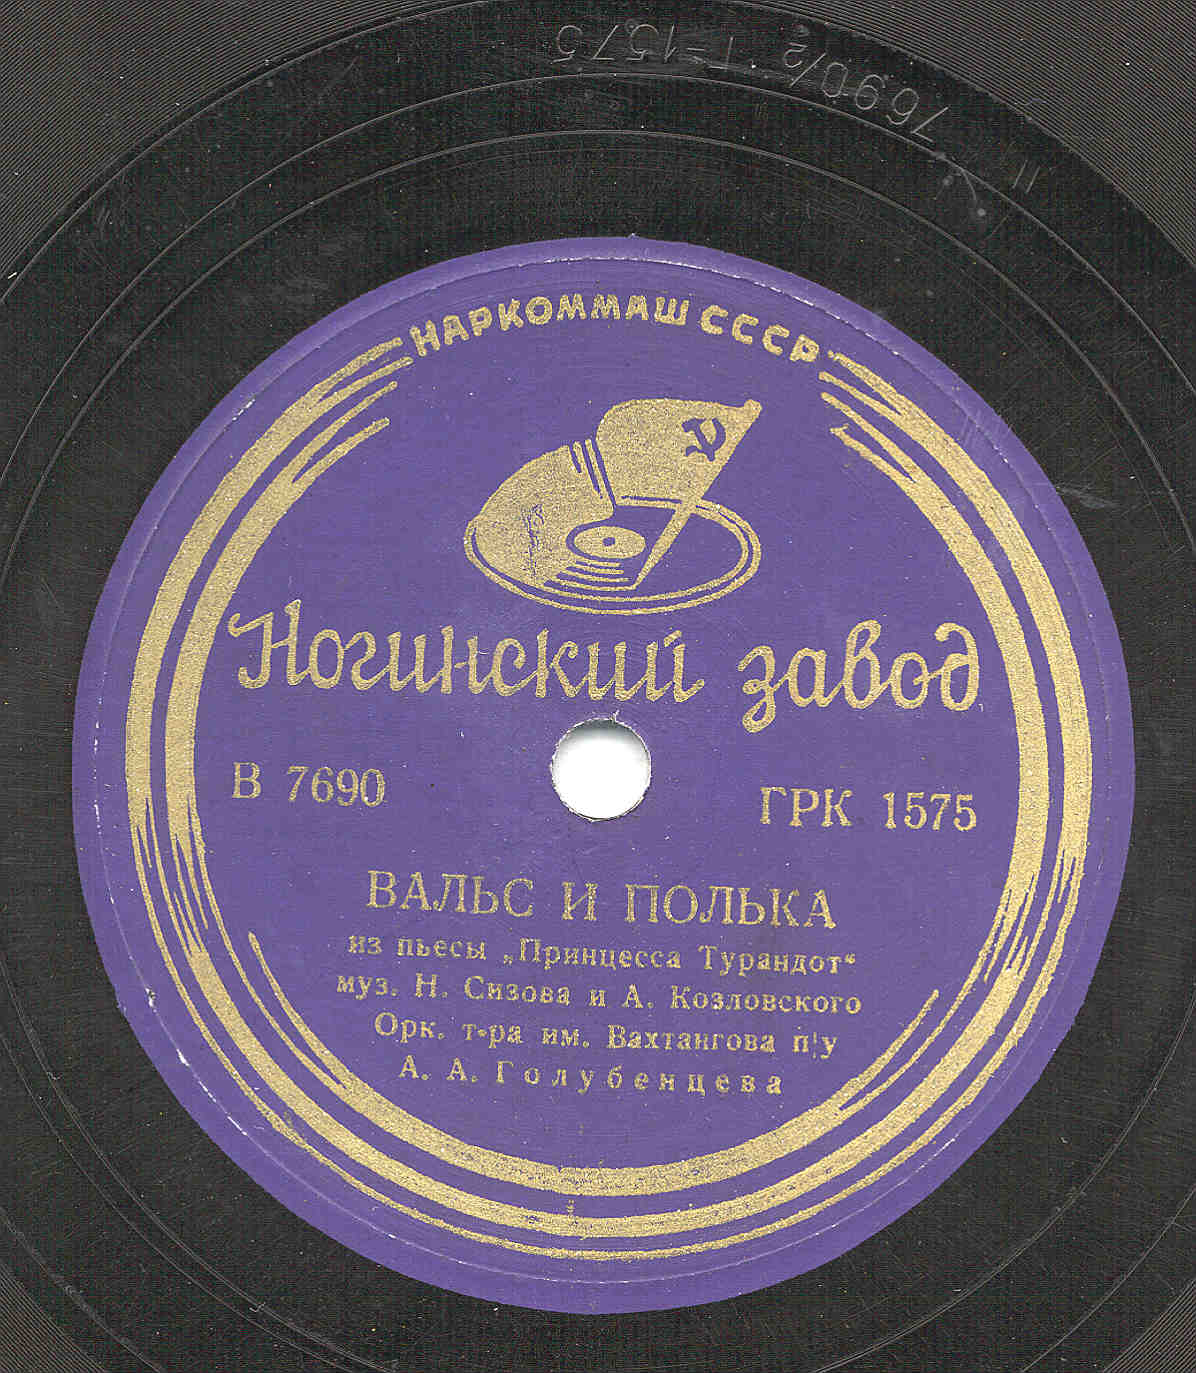 7690/2 Г-1575
11
НАРКОММАШ СССР
Ногинский завод
В 7690
ГРК 1575
ВАЛЬС И ПОЛЬКА
из пьесы „Принцесса Турандот“
муз. Н. Сизова и А. Козловского
Орк. т-ра им. Вахтангова п/у
А. А. Голубенцева